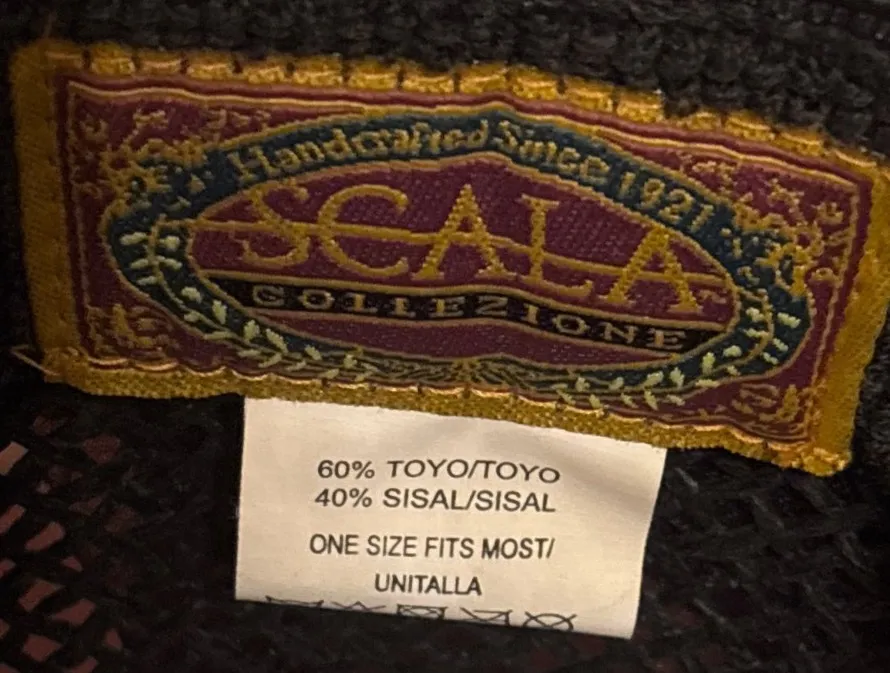 Handcrafted Since 1921
SCALA
COLLEZIONE
60% TOYO/TOYO
40% SISAL/SISAL
ONE SIZE FITS MOST/
UNITALLA